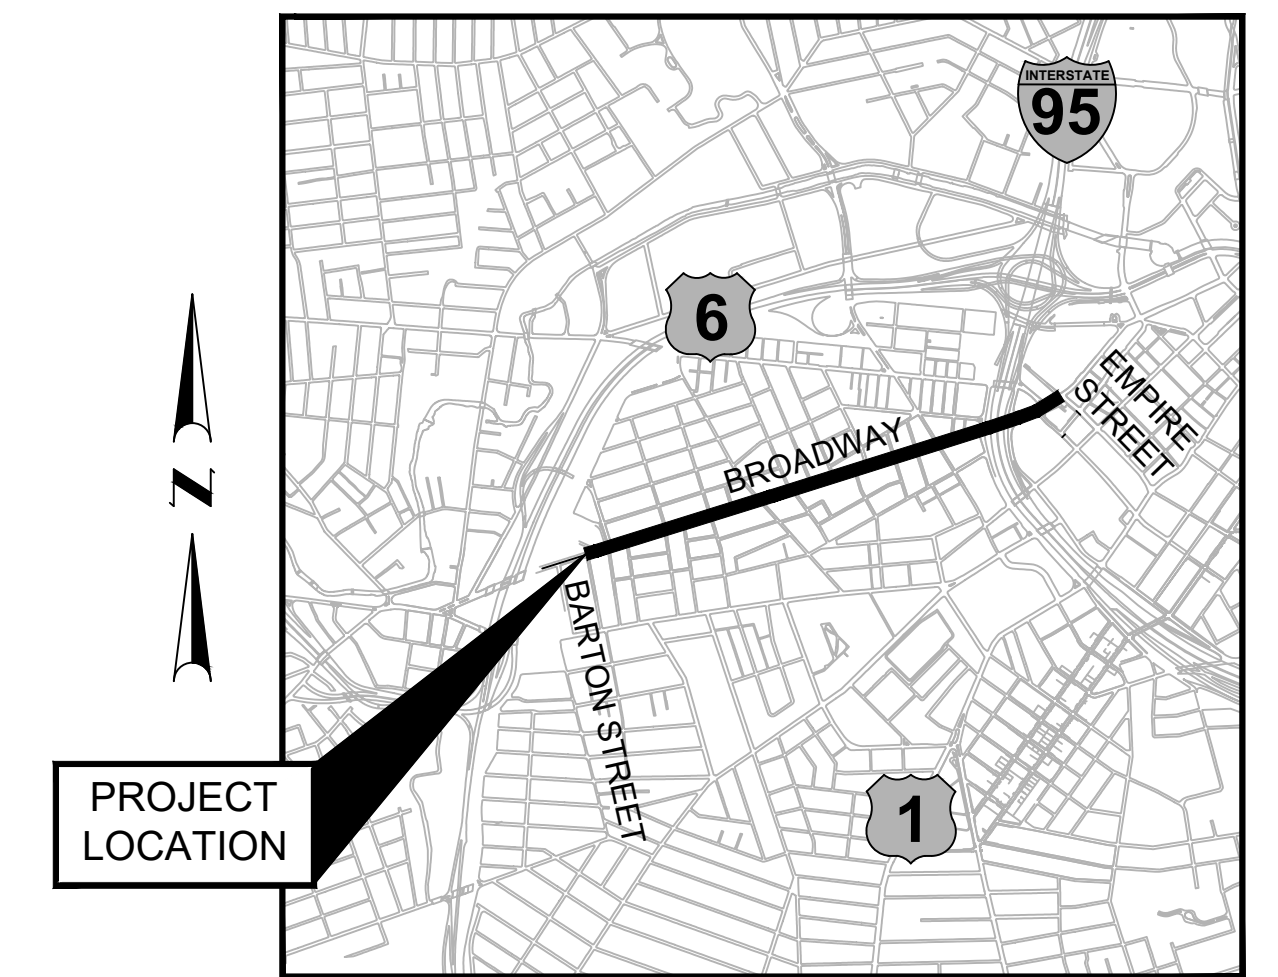 INTERSTATE
95
6
EMPIRE
STREET
BROADWAY
BARTON STREET
N
PROJECT
LOCATION
1